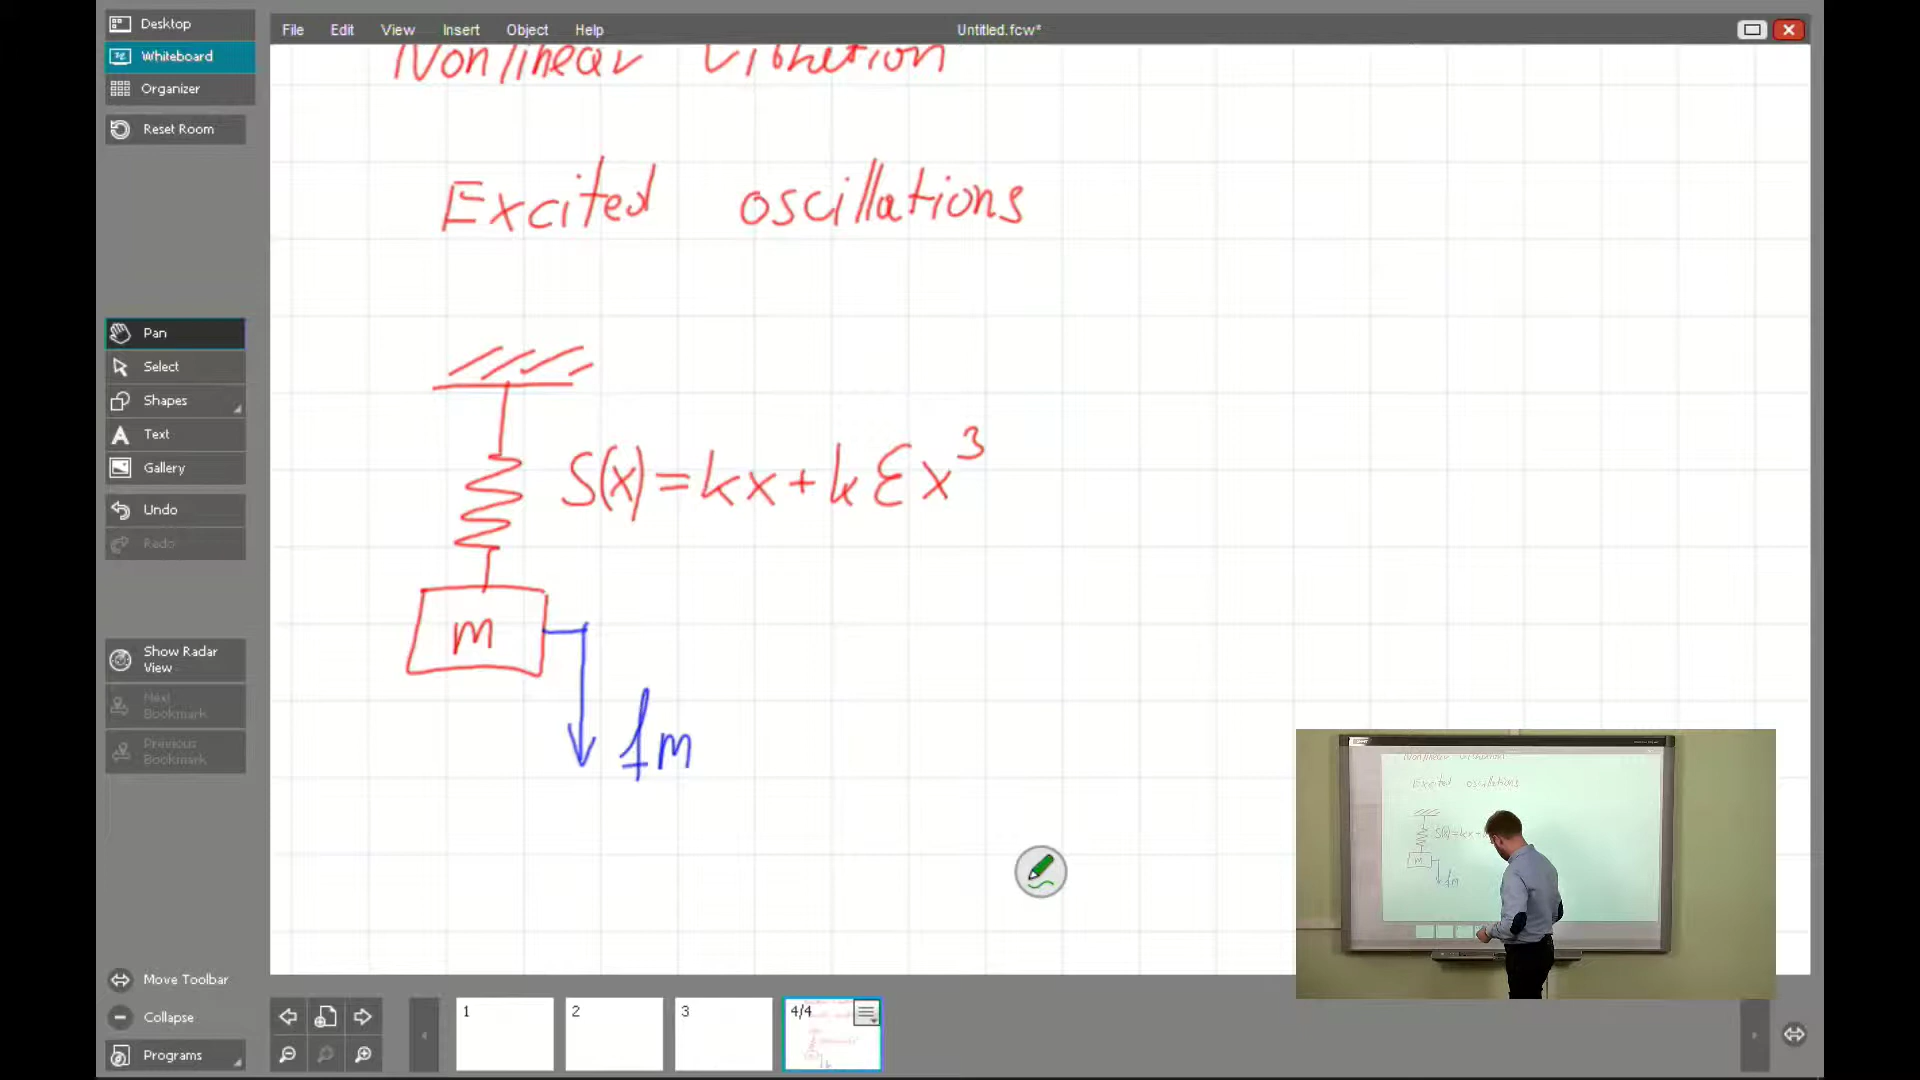 Desktop
Whiteboard
Organizer
Reset Room
Pan
Select
Shapes
Text
Gallery
Undo
Redo
Show Radar
View
Next
Bookmark
Previous
Bookmark
Move Toolbar
Collapse
Programs
File Edit View Insert Object Help
Untitled.fcw*
Nonlinear Vibration
Excited oscillations
S(x)=kx+kεx³
m
fm
1
2
3
4/4